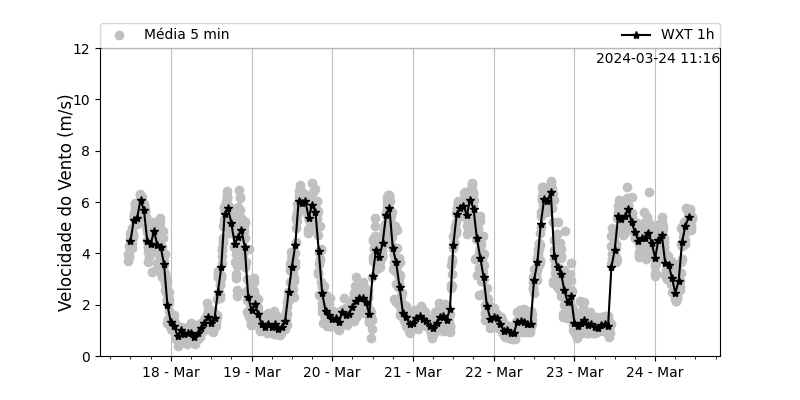 Média 5 min
WXT 1h
2024-03-24 11:16
Velocidade do Vento (m/s)
12
10
8
6
4
2
0
18 - Mar
19 - Mar
20 - Mar
21 - Mar
22 - Mar
23 - Mar
24 - Mar